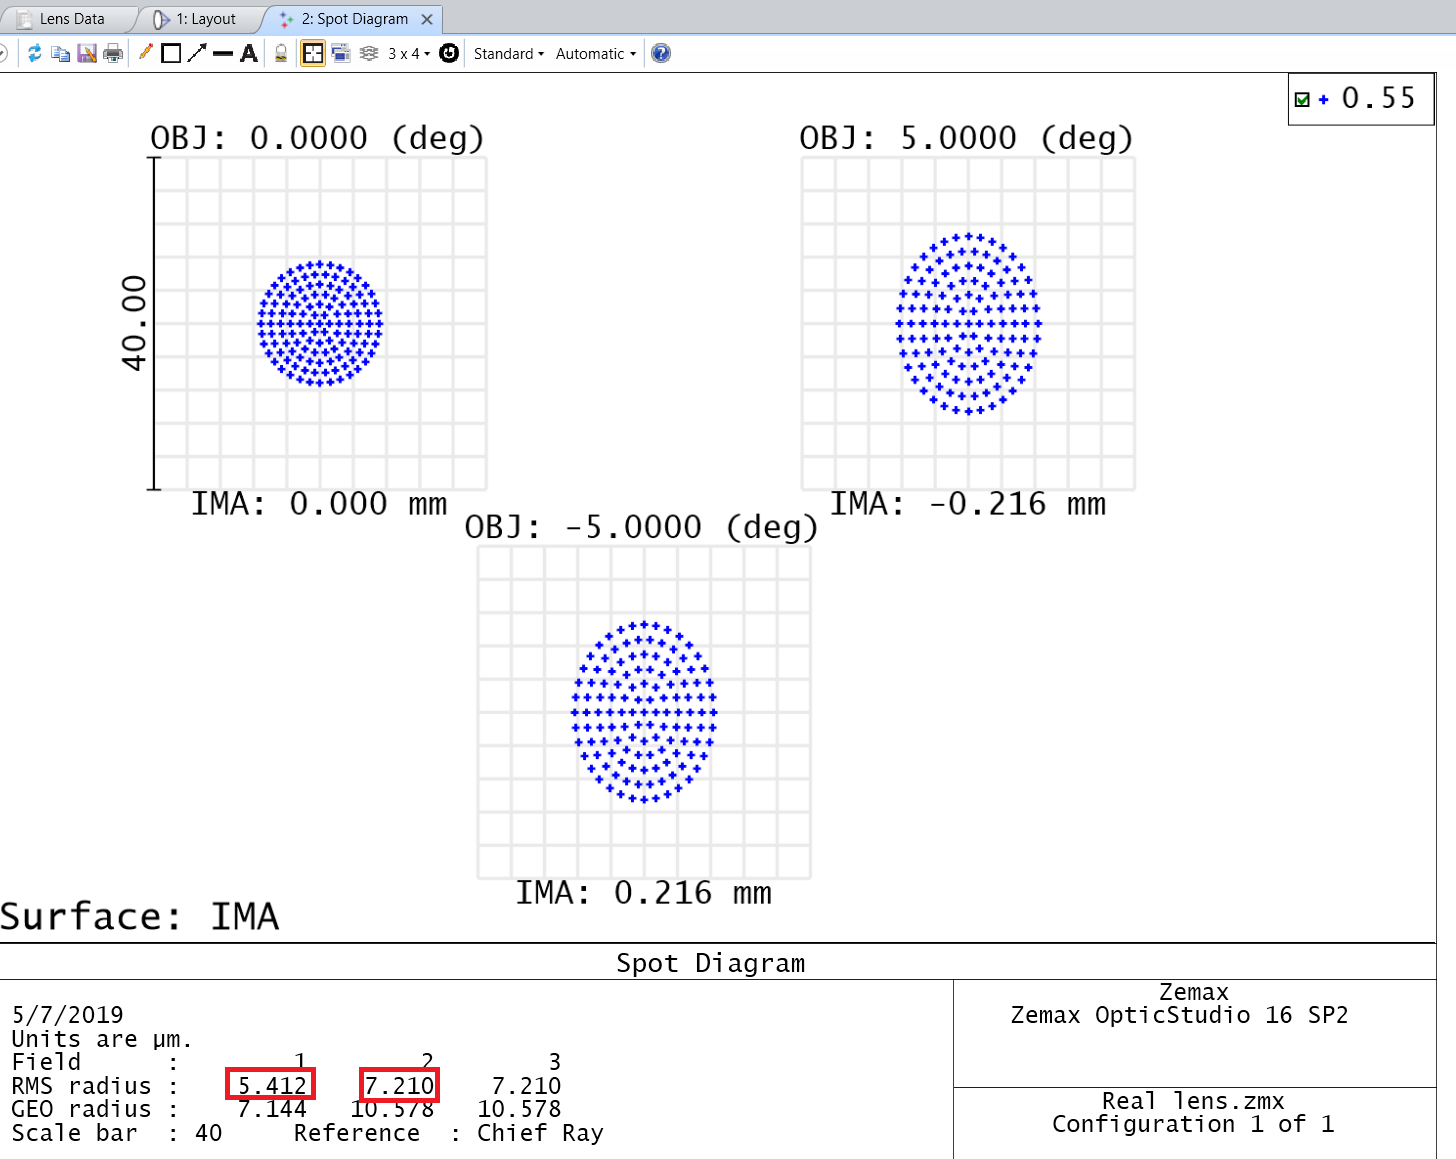 Lens Data 1: Layout 2: Spot Diagram
A 3 x 4 Standard Automatic ?
+ 0.55
OBJ: 0.0000 (deg) OBJ: 5.0000 (deg)
40.00
IMA: 0.000 mm IMA: -0.216 mm
OBJ: -5.0000 (deg)
IMA: 0.216 mm
Surface: IMA
Spot Diagram
5/7/2019
Units are µm.
Field : 1 2 3
RMS radius : 5.412 7.210 7.210
GEO radius : 7.144 10.578 10.578
Scale bar : 40 Reference : Chief Ray
Zemax
Zemax OpticStudio 16 SP2
Real lens.zmx
Configuration 1 of 1